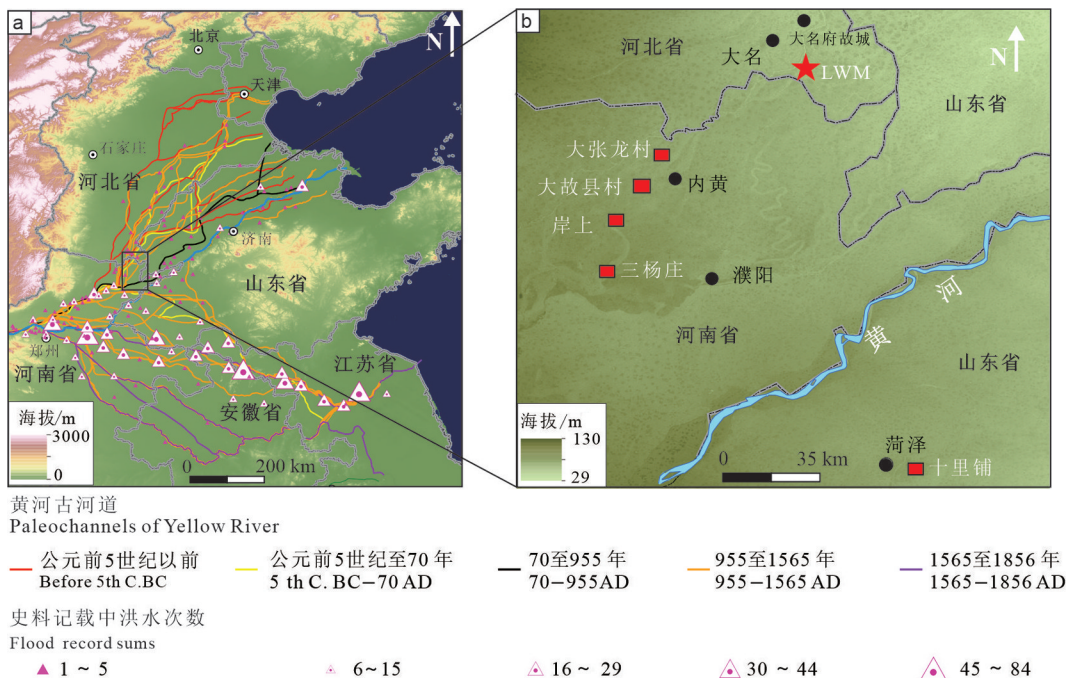 a
北京
N
天津
石家庄
河北省
济南
山东省
郑州
河南省
江苏省
安徽省
海拔/m
3000
0
0 200 km
b
河北省
大名
大名府故城
LWM
N
山东省
大张龙村
大故县村
内黄
岸上
三杨庄
濮阳
河南省
黄河
山东省
海拔/m
130
29
0 35 km
菏泽
十里铺
黄河古河道
Paleochannels of Yellow River
公元前5世纪以前 公元前5世纪至70 年 70至955 年 955至1565年 1565至1856 年
Before 5th C.BC 5 th C. BC–70 AD 70–955AD 955–1565AD 1565–1856 AD
史料记载中洪水次数
Flood record sums
1 ~ 5 6~15 16 ~ 29 30 ~ 44 45 ~ 84